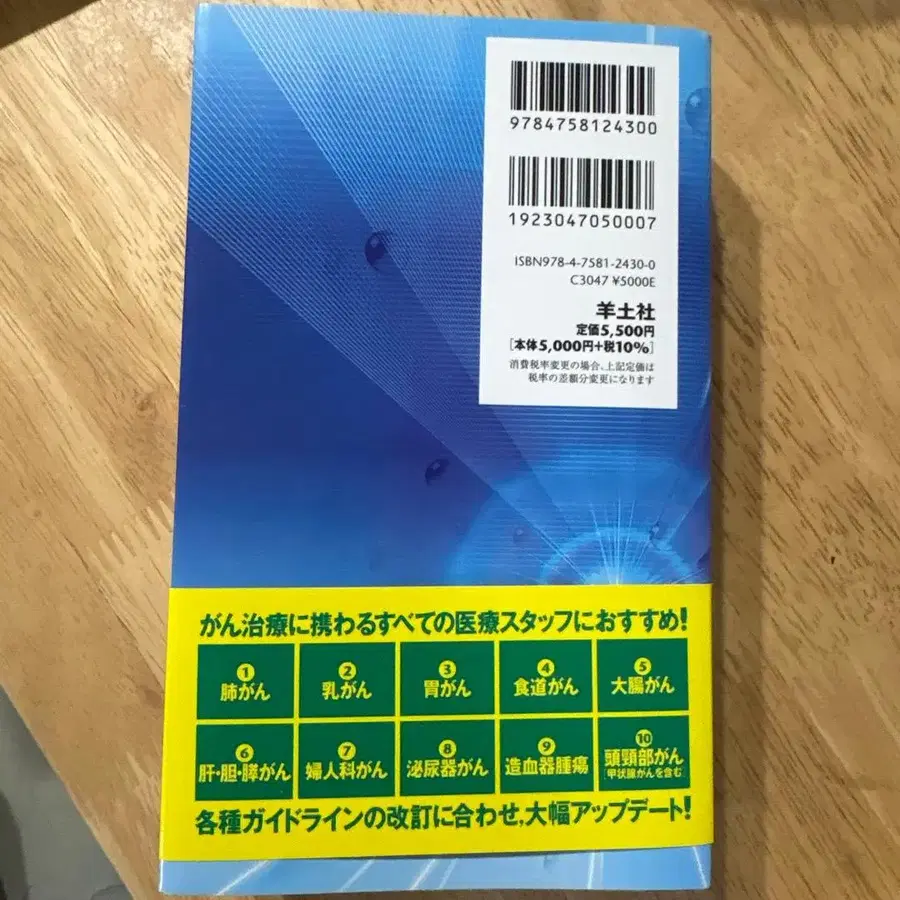 9784758124300
1923047050007
ISBN978-4-7581-2430-0
C3047 ¥5000E
羊土社
定価5,500円
[本体5,000円+税10%]
消費税率変更の場合、上記定価は
税率の差額分変更になります
がん治療に携わるすべての医療スタッフにおすすめ!
1 肺がん
2 乳がん
3 胃がん
4 食道がん
5 大腸がん
6 肝・胆・膵がん
7 婦人科がん
8 泌尿器がん
9 造血器腫瘍
10 頭頸部がん
[甲状腺がんを含む]
各種ガイドラインの改訂に合わせ,大幅アップデート!